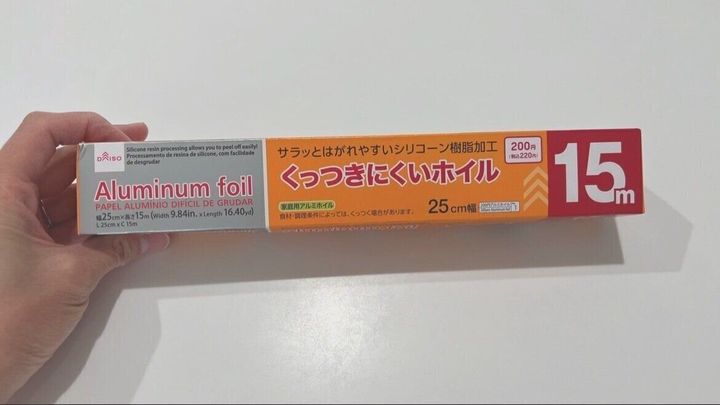 DAISO
Silicone resin processing allows you to peel off easily!
Processamento de resina de silicone, com facilidade
de desgrudar
Aluminum foil
PAPEL ALUMINIO DIFICIL DE GRUDAR
幅25cm×長さ15m (Width 9.84in. x Length 16.40yd)
L 25cm x C 15m
サラッとはがれやすいシリコーン樹脂加工
くっつきにくいホイル
家庭用アルミホイル
食材・調理条件によっては、くっつく場合があります。
25cm幅
200円
(税込220円)
15m